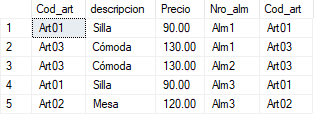 Cod_art descripcion Precio Nro_alm Cod_art
1 Art01 Silla 90.00 Alm1 Art01
2 Art03 Cómoda 130.00 Alm1 Art03
3 Art03 Cómoda 130.00 Alm2 Art03
4 Art01 Silla 90.00 Alm3 Art01
5 Art02 Mesa 120.00 Alm3 Art02